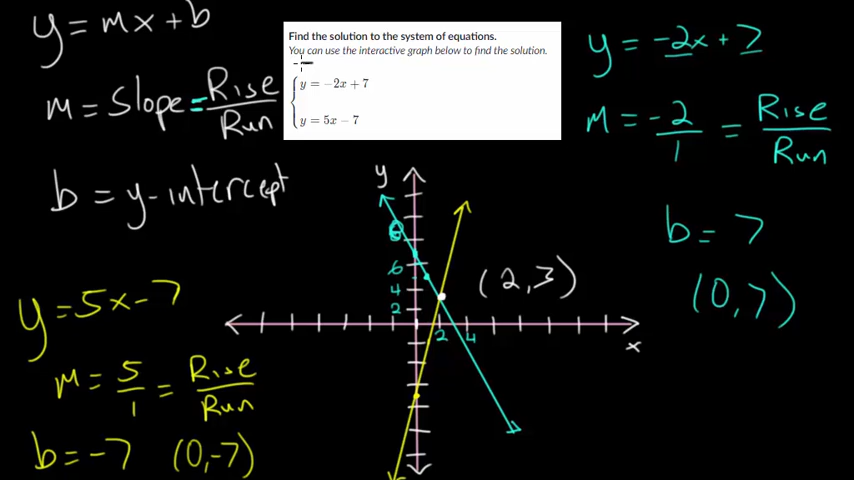 y = mx + b
m = Slope = Rise/Run
b = y-intercept
Find the solution to the system of equations.
You can use the interactive graph below to find the solution.
y = −2x + 7
y = 5x − 7
y = -2x + 7
m = -2/1 = Rise/Run
b = 7
(0, 7)
y
8
6
4
2
2 4
x
(2,3)
y = 5x-7
m = 5/1 = Rise/Run
b = -7 (0,-7)